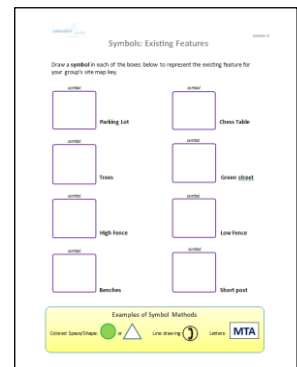 Symbols: Existing Features
Draw a symbol in each of the boxes below to represent the existing feature for
your group's site map key.
symbol symbol
Parking Lot Chess Table
symbol symbol
Trees Green street
symbol symbol
High Fence Low Fence
symbol symbol
Benches Short post
Examples of Symbol Methods
Colored Space/Shape: or Line drawing: Letters: MTA